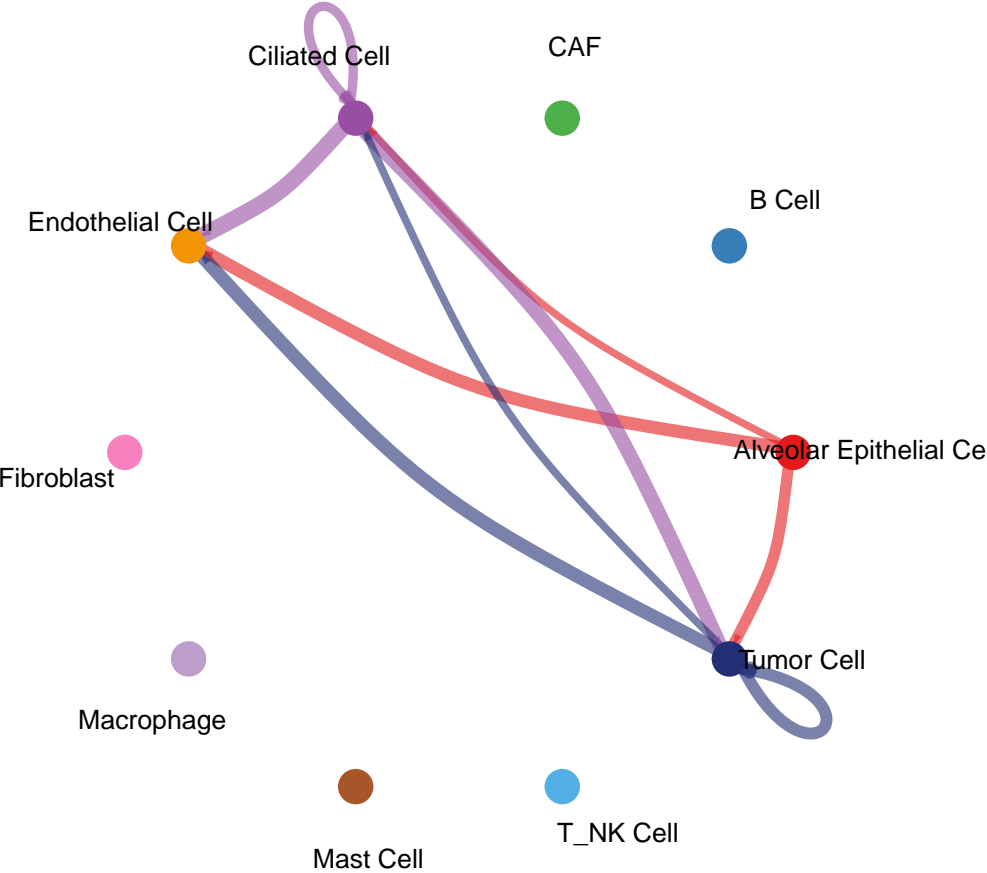 CAF
Ciliated Cell
B Cell
Endothelial Cell
Alveolar Epithelial Ce
Fibroblast
Tumor Cell
Macrophage
T_NK Cell
Mast Cell